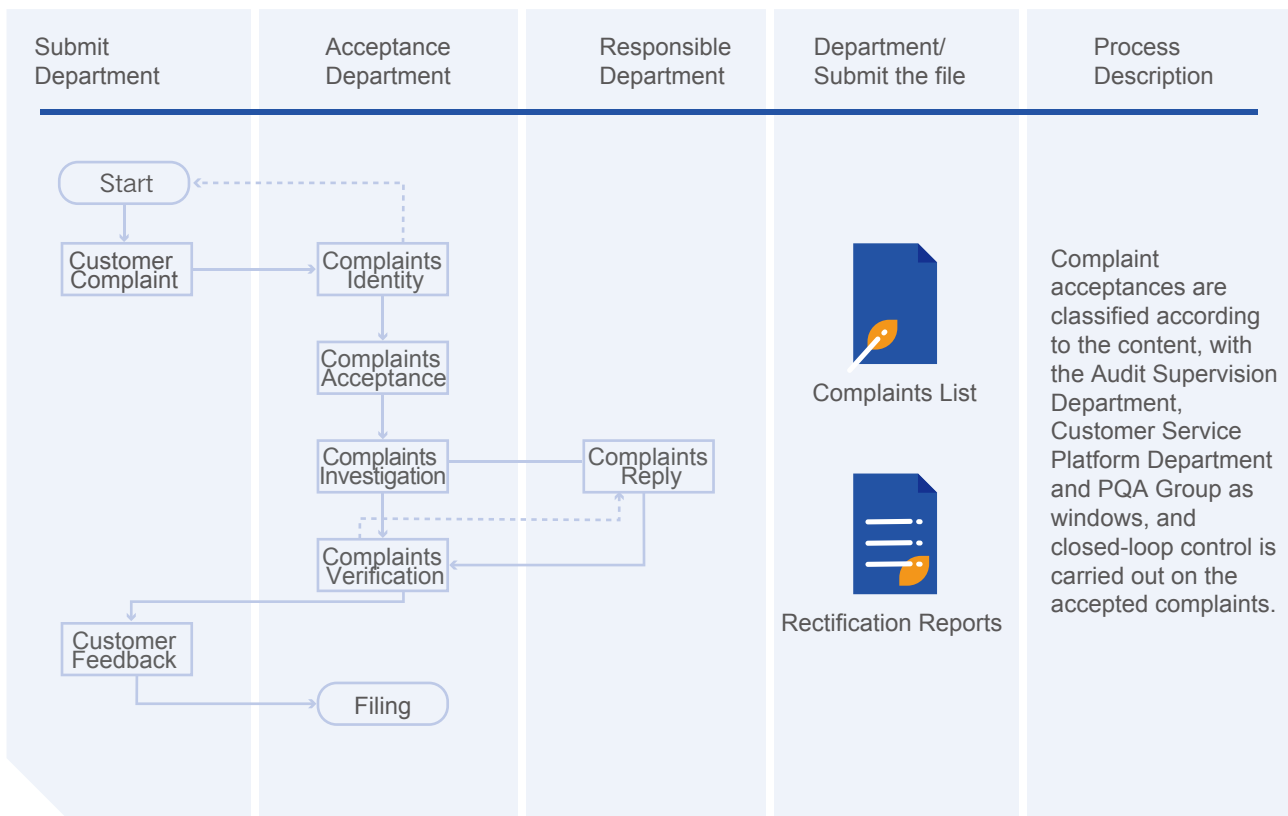 Submit
Department
Acceptance
Department
Responsible
Department
Department/
Submit the file
Process
Description
Start
Customer
Complaint
Complaints
Identity
Complaints
Acceptance
Complaints
Investigation
Complaints
Reply
Complaints
Verification
Customer
Feedback
Filing
Complaints List
Rectification Reports
Complaint
acceptances are
classified according
to the content, with
the Audit Supervision
Department,
Customer Service
Platform Department
and PQA Group as
windows, and
closed-loop control is
carried out on the
accepted complaints.